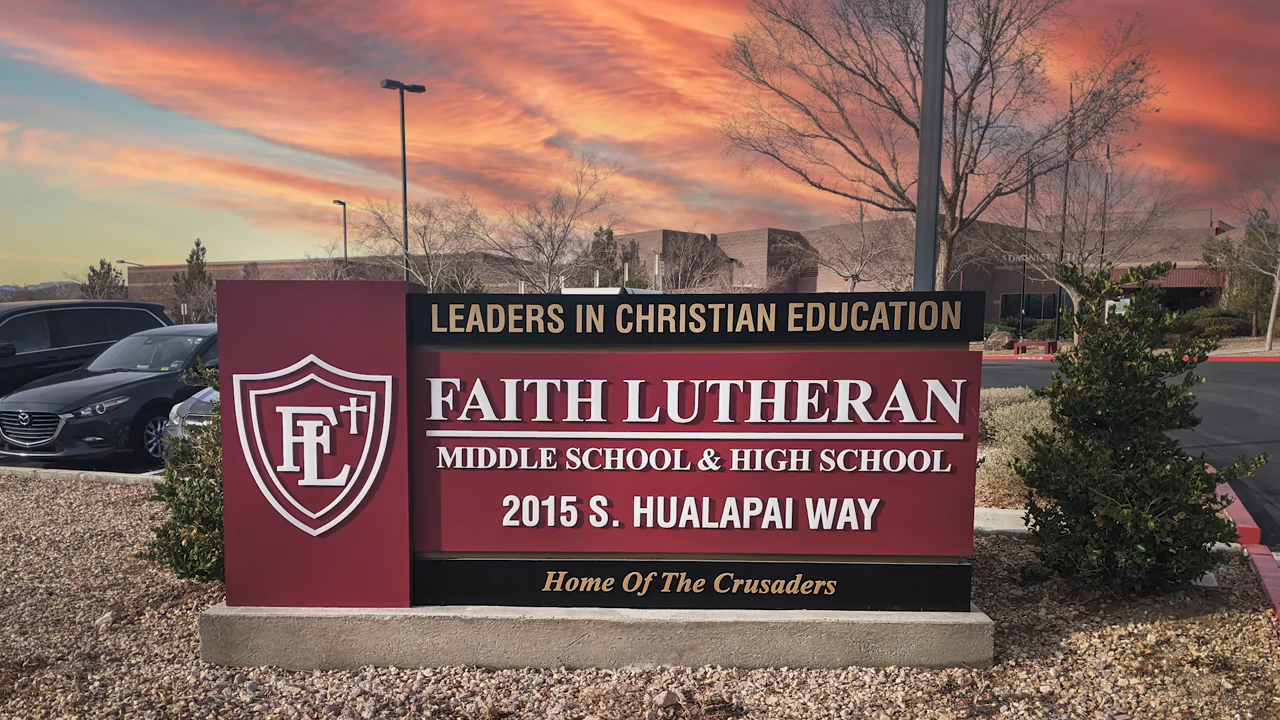 LEADERS IN CHRISTIAN EDUCATION
FL
FAITH LUTHERAN
MIDDLE SCHOOL & HIGH SCHOOL
2015 S. HUALAPAI WAY
Home Of The Crusaders